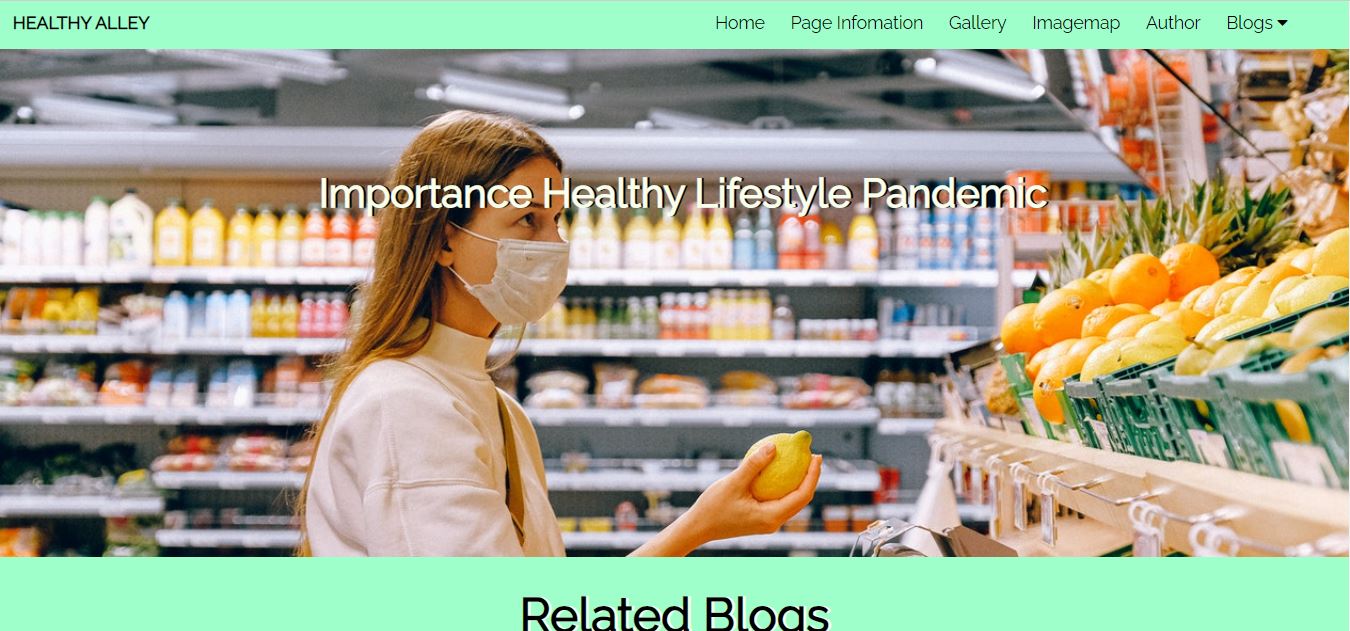 HEALTHY ALLEY Home Page Infomation Gallery Imagemap Author Blogs
Importance Healthy Lifestyle Pandemic
Related Blogs